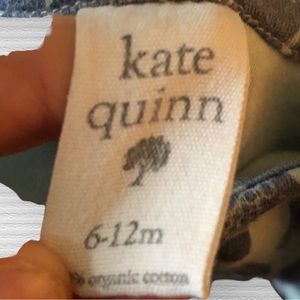 kate
quinn
6-12m
% organic cotton